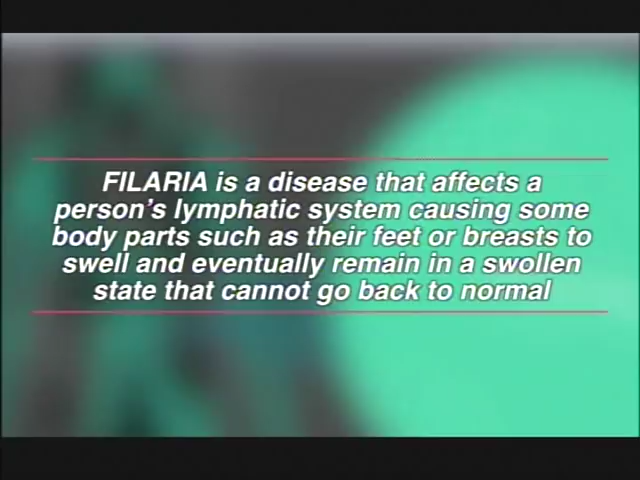 FILARIA is a disease that affects a
person's lymphatic system causing some
body parts such as their feet or breasts to
swell and eventually remain in a swollen
state that cannot go back to normal